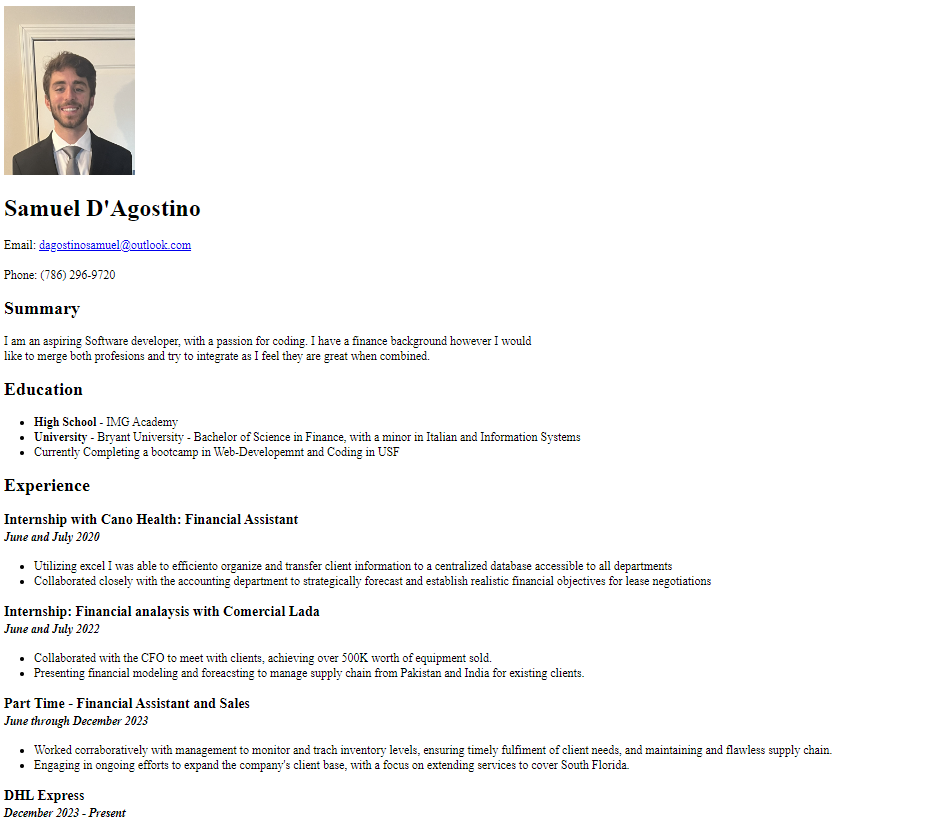 Samuel D'Agostino
Email: dagostinosamuel@outlook.com
Phone: (786) 296-9720
Summary
I am an aspiring Software developer, with a passion for coding. I have a finance background however I would
like to merge both profesions and try to integrate as I feel they are great when combined.
Education
• High School - IMG Academy
• University - Bryant University - Bachelor of Science in Finance, with a minor in Italian and Information Systems
• Currently Completing a bootcamp in Web-Developemnt and Coding in USF
Experience
Internship with Cano Health: Financial Assistant
June and July 2020
• Utilizing excel I was able to efficiento organize and transfer client information to a centralized database accessible to all departments
• Collaborated closely with the accounting department to strategically forecast and establish realistic financial objectives for lease negotiations
Internship: Financial analaysis with Comercial Lada
June and July 2022
• Collaborated with the CFO to meet with clients, achieving over 500K worth of equipment sold.
• Presenting financial modeling and foreacsting to manage supply chain from Pakistan and India for existing clients.
Part Time - Financial Assistant and Sales
June through December 2023
• Worked corraboratively with management to monitor and trach inventory levels, ensuring timely fulfiment of client needs, and maintaining and flawless supply chain.
• Engaging in ongoing efforts to expand the company's client base, with a focus on extending services to cover South Florida.
DHL Express
December 2023 - Present